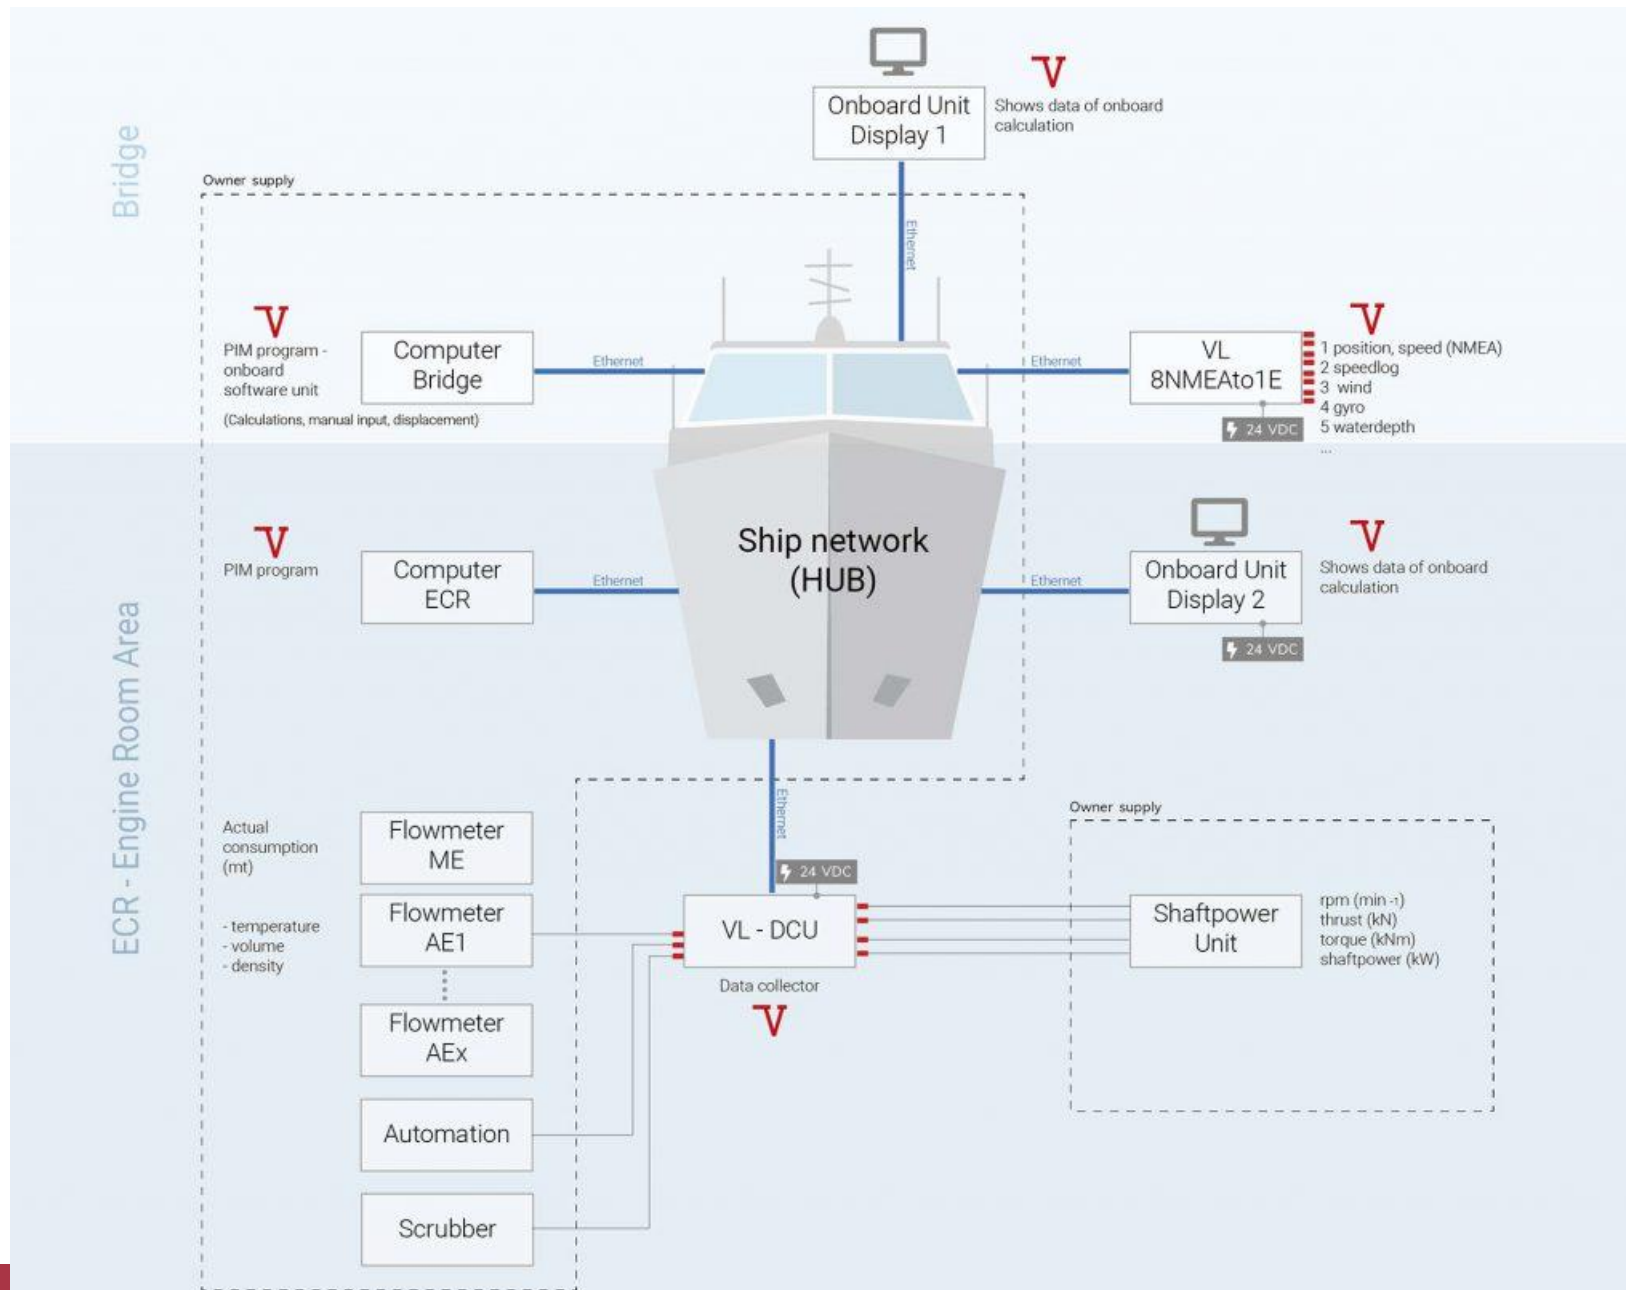 Onboard Unit
Display 1
Shows data of onboard
calculation
Bridge
Owner supply
Ethernet
PIM program -
onboard
software unit
(Calculations, manual input, displacement)
Computer
Bridge
Ethernet
Ethernet
VL
8NMEAto1E
24 VDC
1 position, speed (NMEA)
2 speedlog
3 wind
4 gyro
5 waterdepth
...
PIM program
Computer
ECR
Ethernet
Ship network
(HUB)
Ethernet
Onboard Unit
Display 2
24 VDC
Shows data of onboard
calculation
ECR - Engine Room Area
Ethernet
Actual
consumption
(mt)
- temperature
- volume
- density
Flowmeter
ME
Flowmeter
AE1
Flowmeter
AEx
Automation
Scrubber
24 VDC
VL - DCU
Data collector
Owner supply
Shaftpower
Unit
rpm (min -1)
thrust (kN)
torque (kNm)
shaftpower (kW)